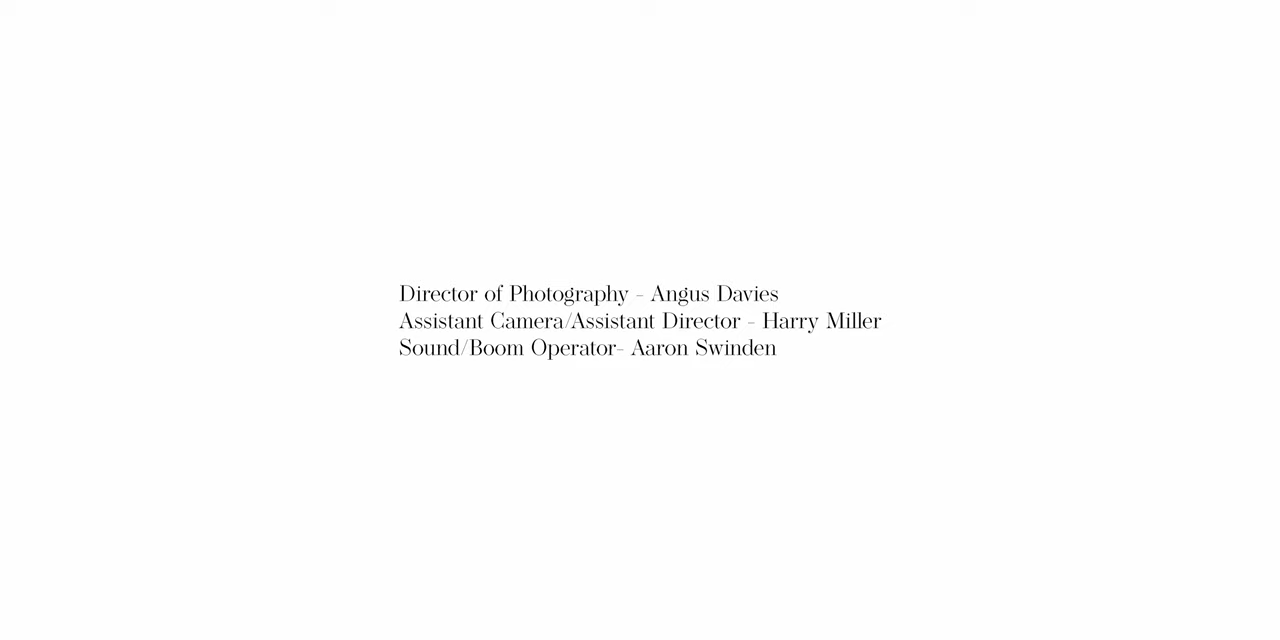 Director of Photography - Angus Davies
Assistant Camera/Assistant Director - Harry Miller
Sound/Boom Operator- Aaron Swinden